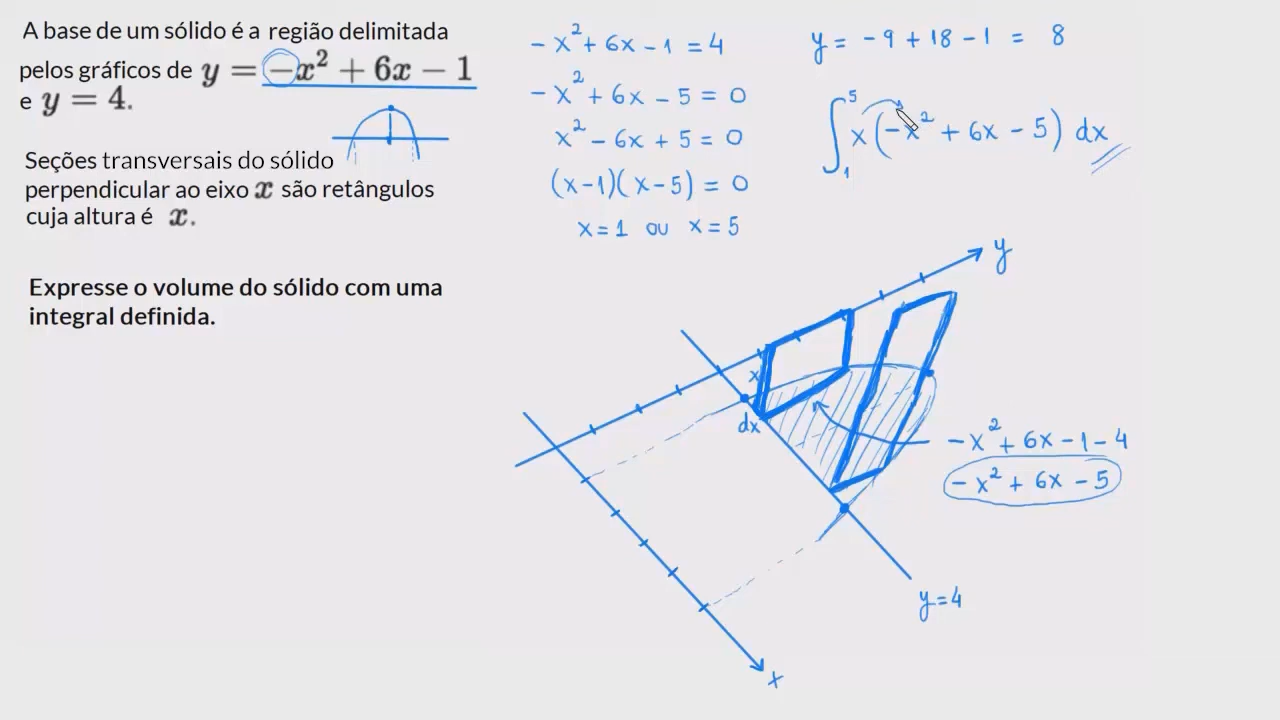 A base de um sólido é a região delimitada
pelos gráficos de y = −x² + 6x − 1
e y = 4.
Seções transversais do sólido
perpendicular ao eixo x são retângulos
cuja altura é x.
Expresse o volume do sólido com uma
integral definida.
−x² + 6x − 1 = 4
−x² + 6x − 5 = 0
x² − 6x + 5 = 0
(x−1)(x−5) = 0
x = 1 ou x = 5
y = −9 + 18 − 1 = 8
∫₁⁵ x(−x² + 6x − 5) dx
y
x
dx
−x² + 6x − 1 − 4
−x² + 6x − 5
y = 4
x